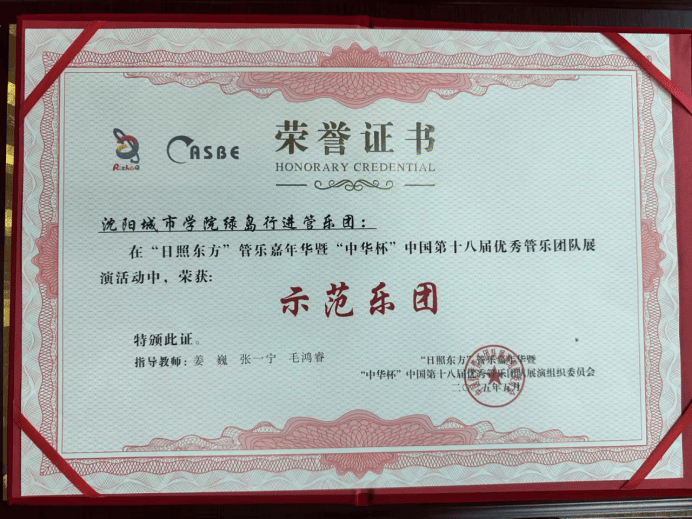 Rizhao
CASBE
荣誉证书
HONORARY CREDENTIAL
沈阳城市学院绿岛行进管乐团：
在“日照东方”管乐嘉年华暨“中华杯”中国第十八届优秀管乐团队展
演活动中，荣获：
示范乐团
特颁此证。
指导教师：姜 巍 张一宁 毛鸿睿
“日照东方”管乐嘉年华暨
“中华杯”中国第十八届优秀管乐团队展演组织委员会
二〇二五年五月